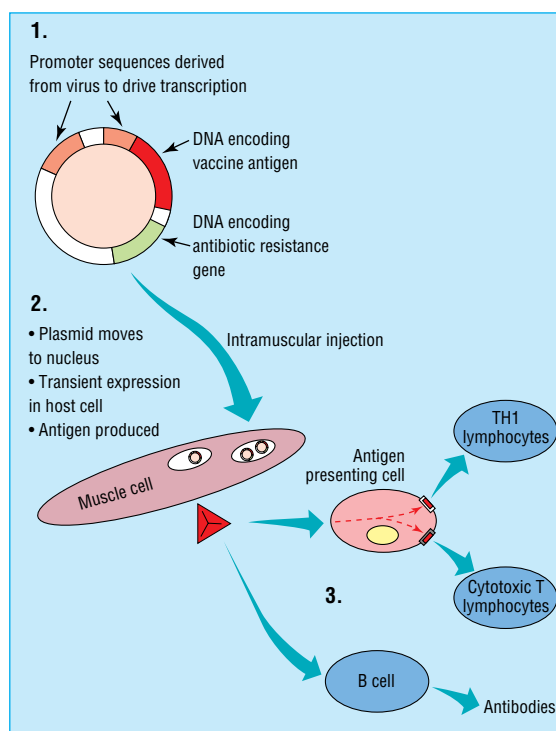 1.
Promoter sequences derived
from virus to drive transcription
DNA encoding
vaccine antigen
DNA encoding
antibiotic resistance
gene
2.
• Plasmid moves
to nucleus
• Transient expression
in host cell
• Antigen produced
Intramuscular injection
Muscle cell
Antigen
presenting cell
TH1
lymphocytes
Cytotoxic T
lymphocytes
3.
B cell
Antibodies